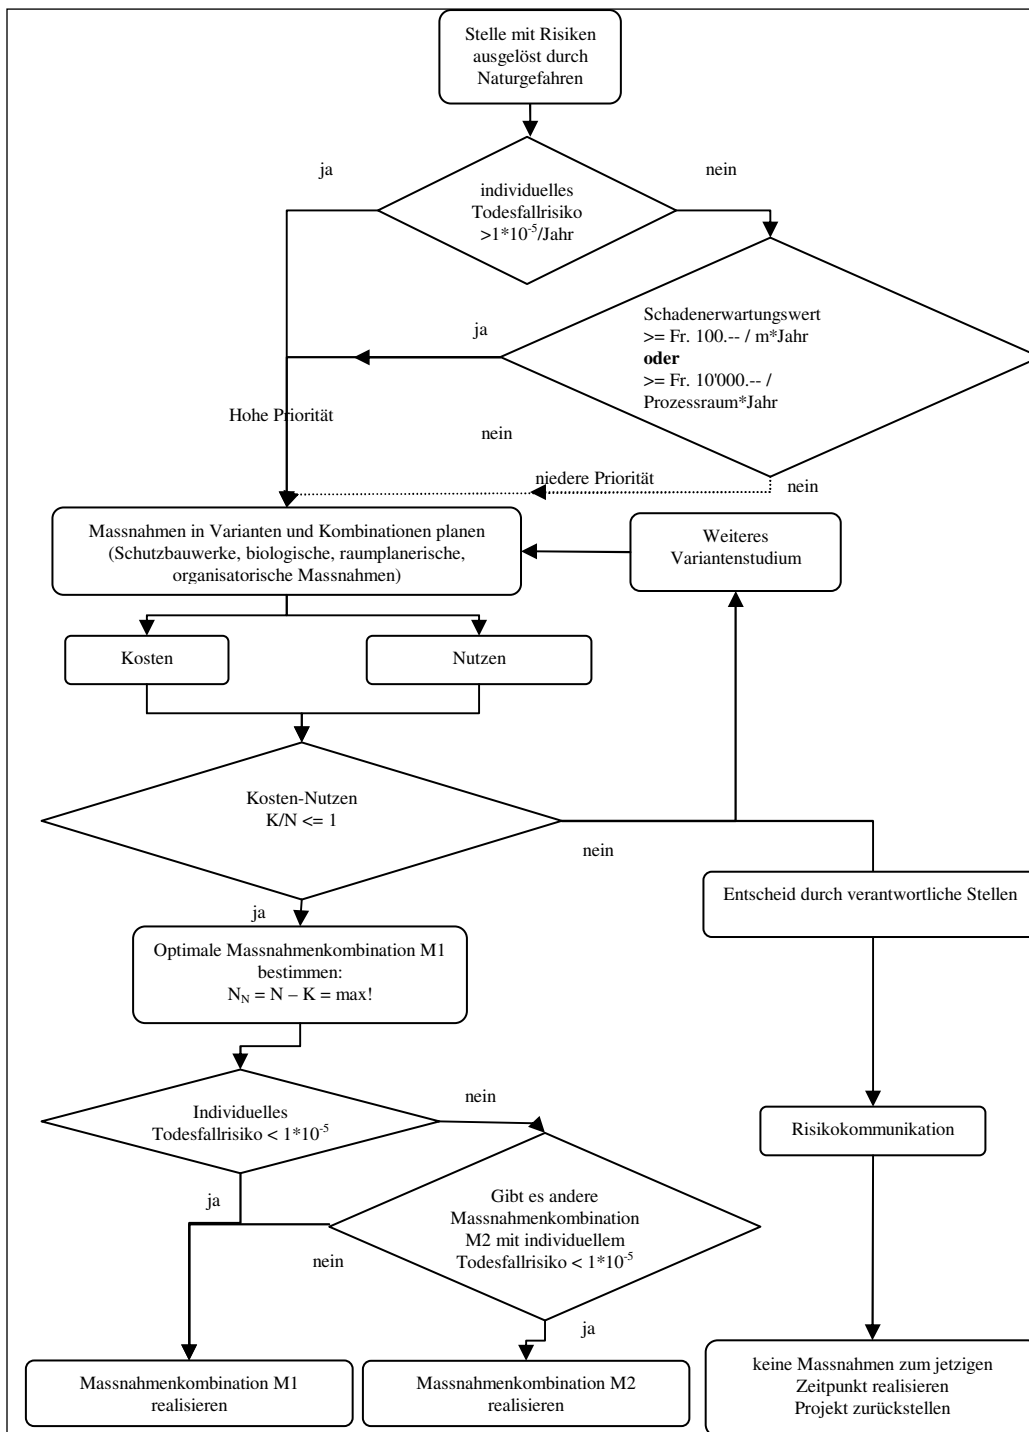 Stelle mit Risiken
ausgelöst durch
Naturgefahren
ja
nein
individuelles
Todesfallrisiko
>1*10⁻⁵/Jahr
Schadenerwartungswert
>= Fr. 100.-- / m*Jahr
oder
>= Fr. 10'000.-- /
Prozessraum*Jahr
ja
Hohe Priorität
nein
niedere Priorität
nein
Massnahmen in Varianten und Kombinationen planen
(Schutzbauwerke, biologische, raumplanerische,
organisatorische Massnahmen)
Weiteres
Variantenstudium
Kosten
Nutzen
Kosten-Nutzen
K/N <= 1
nein
Entscheid durch verantwortliche Stellen
ja
Optimale Massnahmenkombination M1
bestimmen:
N_N = N – K = max!
nein
Individuelles
Todesfallrisiko < 1*10⁻⁵
Risikokommunikation
ja
Gibt es andere
Massnahmenkombination
M2 mit individuellem
Todesfallrisiko < 1*10⁻⁵
nein
ja
Massnahmenkombination M1
realisieren
Massnahmenkombination M2
realisieren
keine Massnahmen zum jetzigen
Zeitpunkt realisieren
Projekt zurückstellen